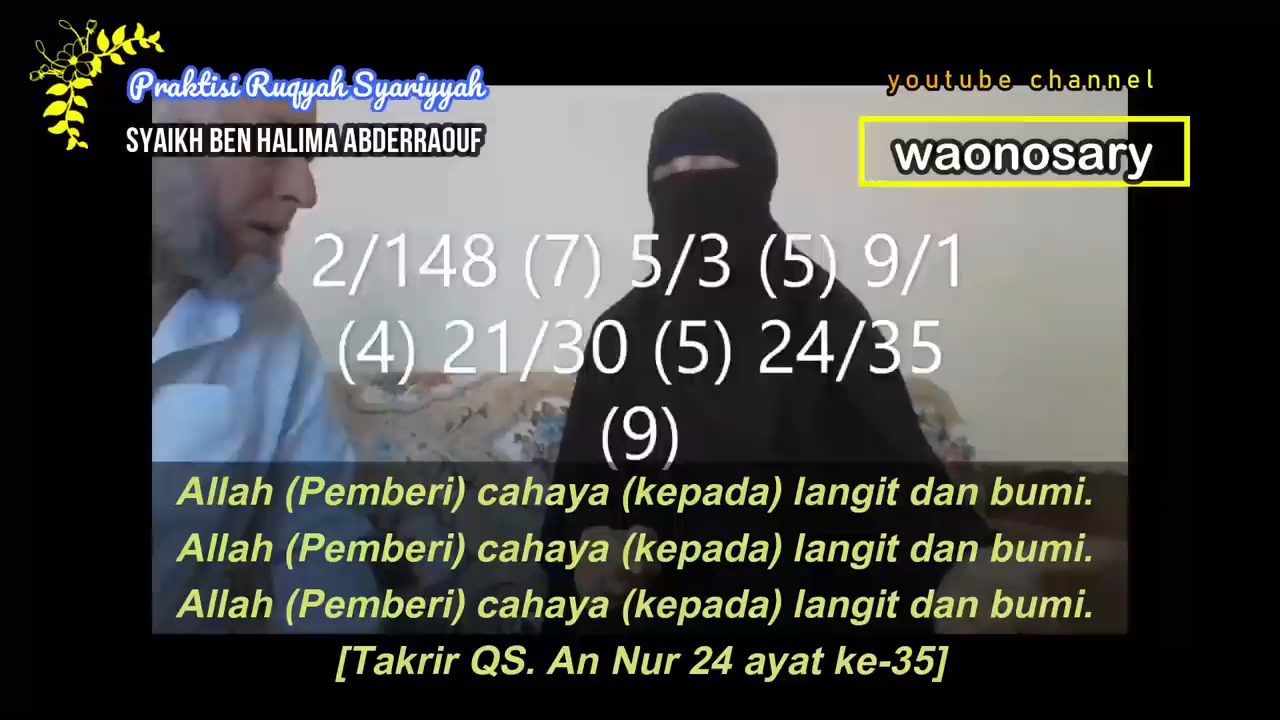 Praktisi Ruqyah Syariyyah
SYAIKH BEN HALIMA ABDERRAOUF
youtube channel
waonosary
2/148 (7) 5/3 (5) 9/1
(4) 21/30 (5) 24/35
(9)
Allah (Pemberi) cahaya (kepada) langit dan bumi.
Allah (Pemberi) cahaya (kepada) langit dan bumi.
Allah (Pemberi) cahaya (kepada) langit dan bumi.
[Takrir QS. An Nur 24 ayat ke-35]